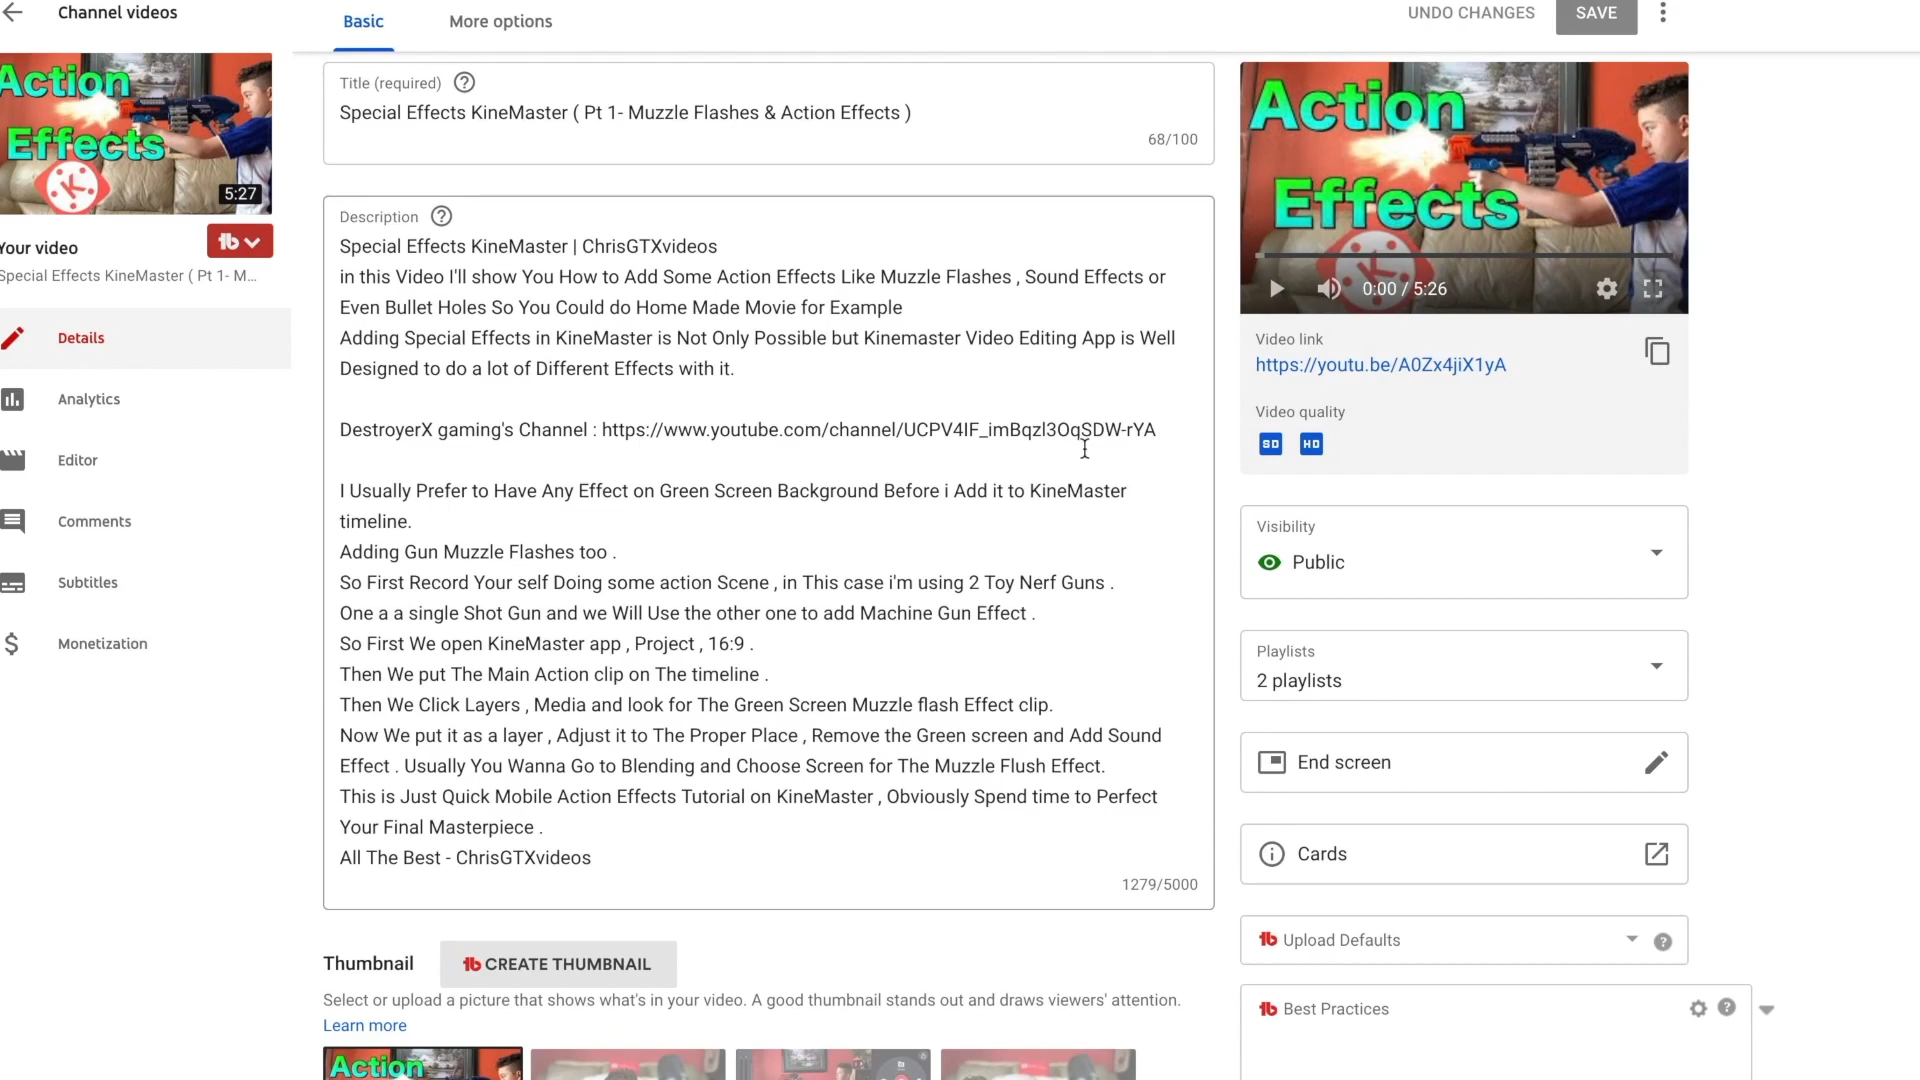 Channel videos
Basic
More options
UNDO CHANGES
SAVE
Action
Effects
K
5:27
Your video
Special Effects KineMaster ( Pt 1- M...
Details
Analytics
Editor
Comments
Subtitles
Monetization
Title (required)
Special Effects KineMaster ( Pt 1- Muzzle Flashes & Action Effects )
68/100
Description
Special Effects KineMaster | ChrisGTXvideos
in this Video I'll show You How to Add Some Action Effects Like Muzzle Flashes , Sound Effects or
Even Bullet Holes So You Could do Home Made Movie for Example
Adding Special Effects in KineMaster is Not Only Possible but Kinemaster Video Editing App is Well
Designed to do a lot of Different Effects with it.
DestroyerX gaming's Channel : https://www.youtube.com/channel/UCPV4IF_imBqzl3OqSDW-rYA
I Usually Prefer to Have Any Effect on Green Screen Background Before i Add it to KineMaster
timeline.
Adding Gun Muzzle Flashes too .
So First Record Your self Doing some action Scene , in This case i'm using 2 Toy Nerf Guns .
One a a single Shot Gun and we Will Use the other one to add Machine Gun Effect .
So First We open KineMaster app , Project , 16:9 .
Then We put The Main Action clip on The timeline .
Then We Click Layers , Media and look for The Green Screen Muzzle flash Effect clip.
Now We put it as a layer , Adjust it to The Proper Place , Remove the Green screen and Add Sound
Effect . Usually You Wanna Go to Blending and Choose Screen for The Muzzle Flush Effect.
This is Just Quick Mobile Action Effects Tutorial on KineMaster , Obviously Spend time to Perfect
Your Final Masterpiece .
All The Best - ChrisGTXvideos
1279/5000
Thumbnail
CREATE THUMBNAIL
Select or upload a picture that shows what's in your video. A good thumbnail stands out and draws viewers' attention.
Learn more
Action
Action
Effects
0:00 / 5:26
Video link
https://youtu.be/A0Zx4jiX1yA
Video quality
SD
HD
Visibility
Public
Playlists
2 playlists
End screen
Cards
Upload Defaults
Best Practices